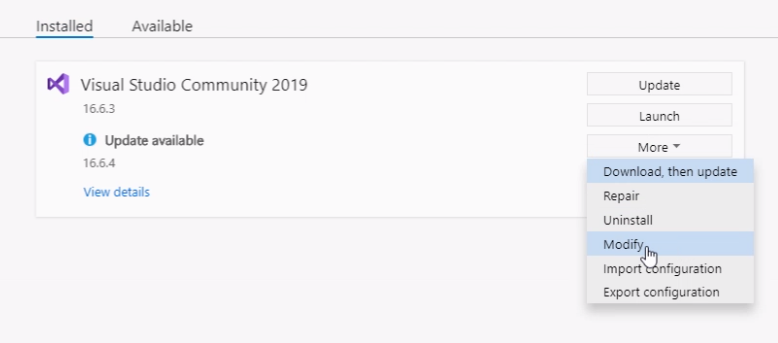 Installed Available
Visual Studio Community 2019
Update
16.6.3
Launch
Update available
More
16.6.4
Download, then update
View details
Repair
Uninstall
Modify
Import configuration
Export configuration